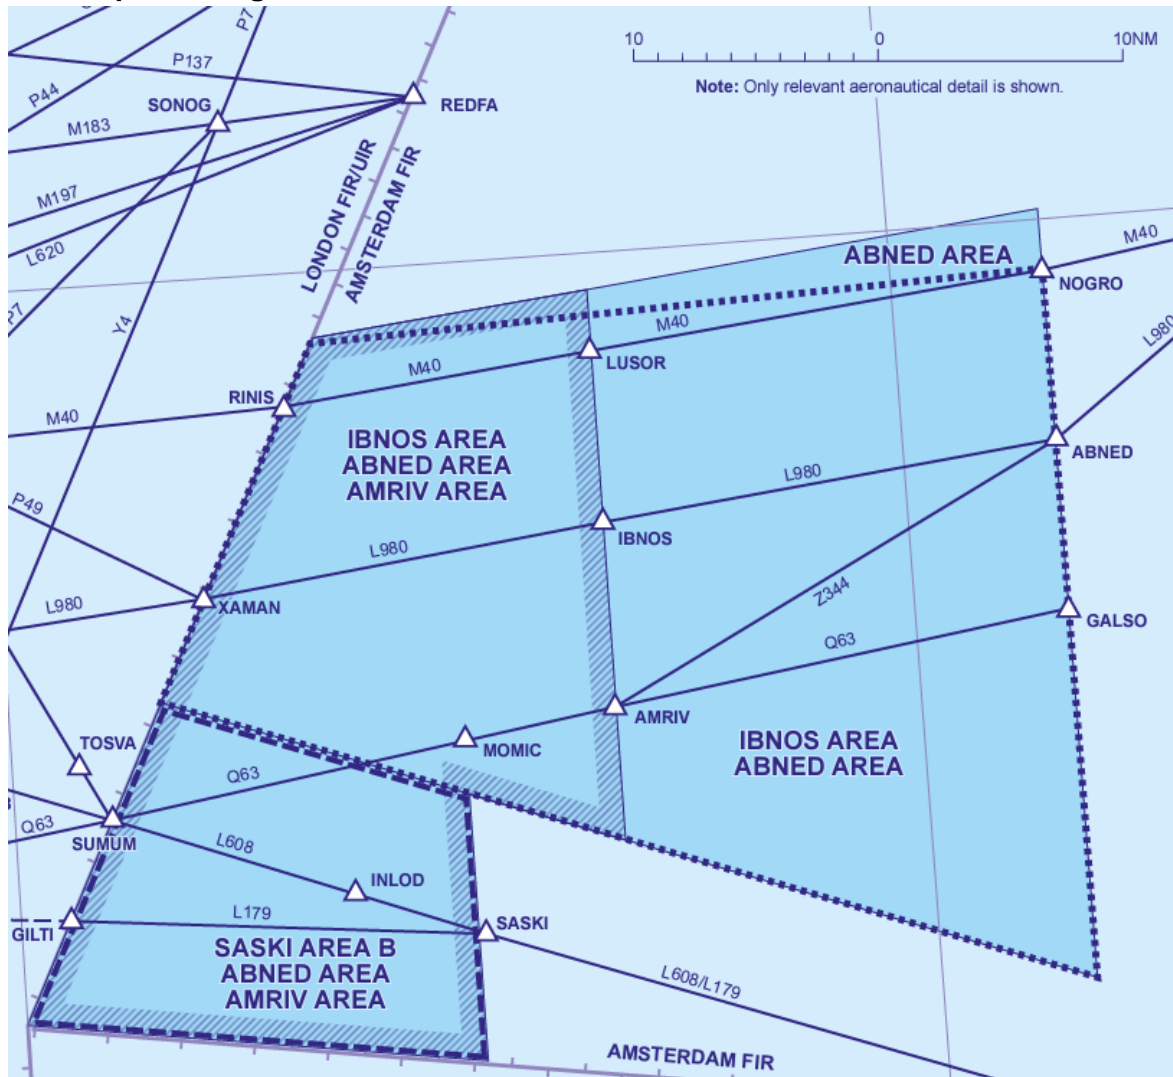 P7
P137
P44
SONOG
REDFA
M183
M197
L620
P7
Y4
LONDON FIR/UIR
AMSTERDAM FIR
10
0
10NM
Note: Only relevant aeronautical detail is shown.
ABNED AREA
M40
NOGRO
M40
L980
LUSOR
M40
RINIS
M40
IBNOS AREA
ABNED AREA
AMRIV AREA
ABNED
L980
P49
IBNOS
L980
L980
XAMAN
Z344
GALSO
Q63
AMRIV
TOSVA
MOMIC
IBNOS AREA
ABNED AREA
Q63
Q63
SUMUM
L608
INLOD
L179
SASKI
GILTI
SASKI AREA B
ABNED AREA
AMRIV AREA
L608/L179
AMSTERDAM FIR